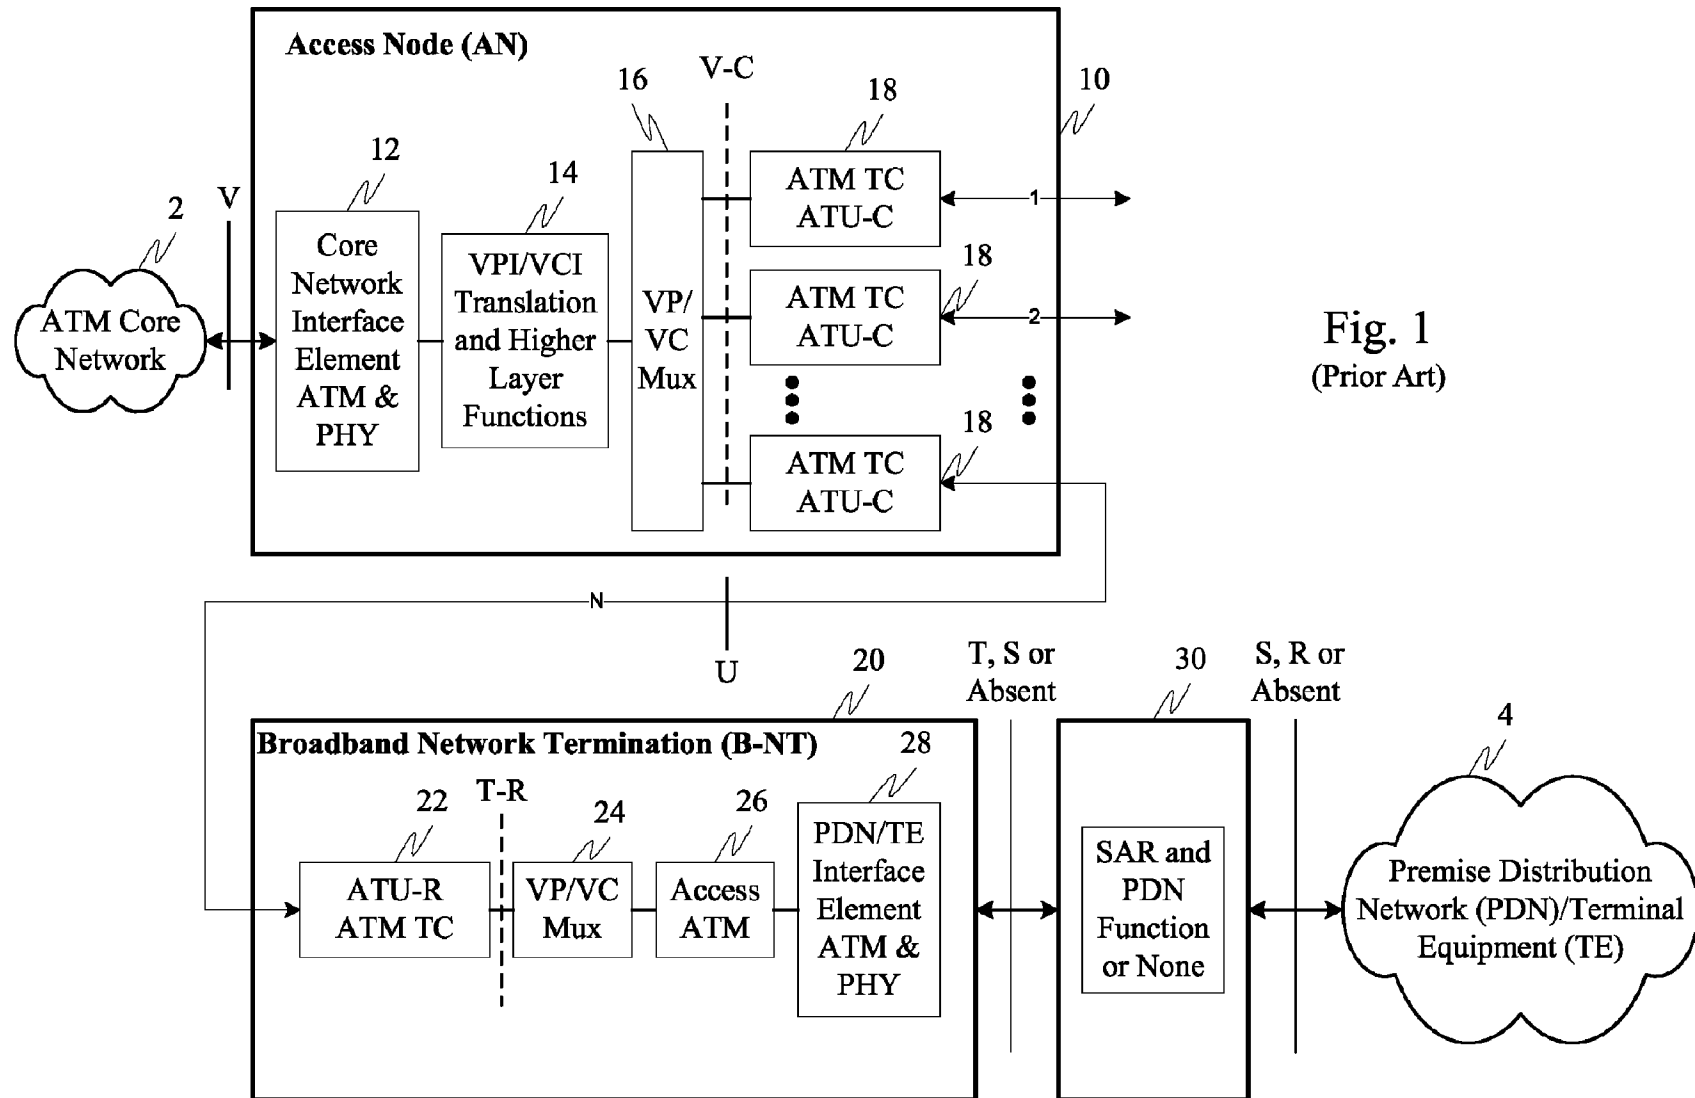 Access Node (AN)
V-C
16
18
10
12
14
ATM TC
ATU-C
1
2
V
Core
Network
Interface
Element
ATM &
PHY
VPI/VCI
Translation
and Higher
Layer
Functions
VP/
VC
Mux
18
ATM TC
ATU-C
2
ATM Core
Network
18
ATM TC
ATU-C
Fig. 1
(Prior Art)
N
U
20
T, S or
Absent
30
S, R or
Absent
4
Broadband Network Termination (B-NT)
28
22
T-R
24
26
ATU-R
ATM TC
VP/VC
Mux
Access
ATM
PDN/TE
Interface
Element
ATM &
PHY
SAR and
PDN
Function
or None
Premise Distribution
Network (PDN)/Terminal
Equipment (TE)